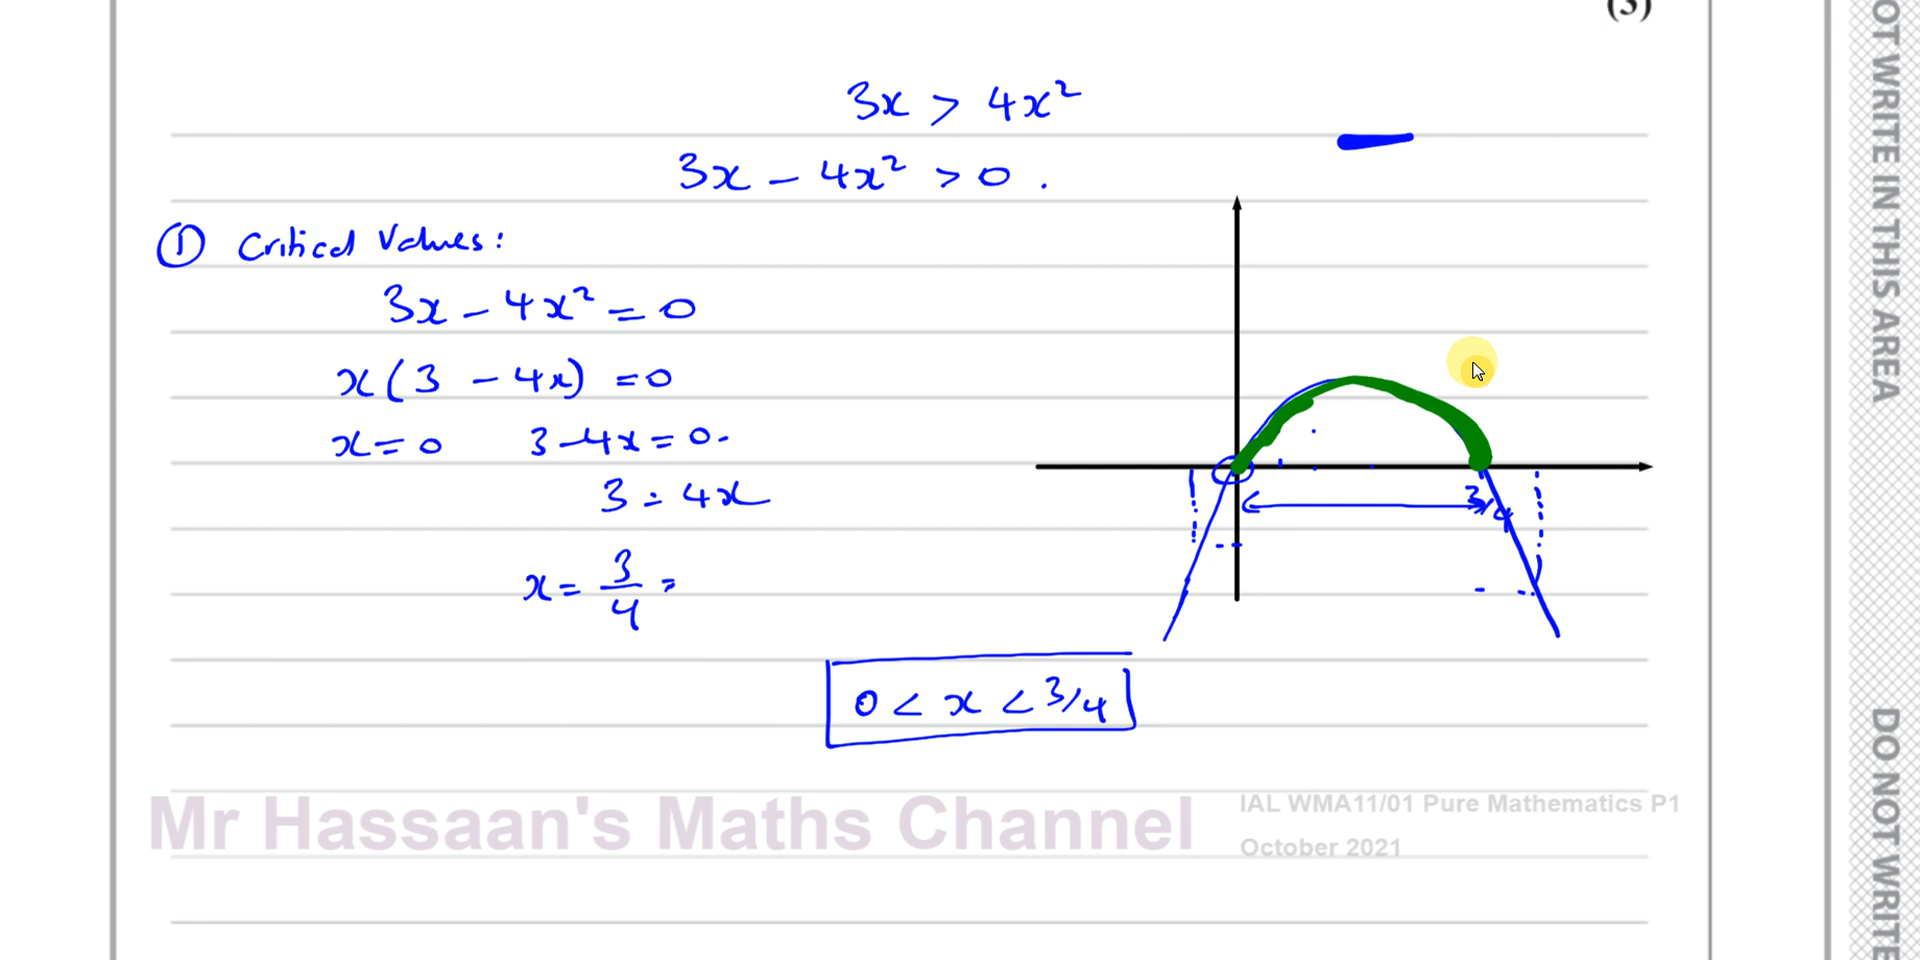 (3)
3x > 4x²
3x - 4x² > 0 .
① Critical Values:
3x - 4x² = 0
x(3 - 4x) = 0
x = 0 3 - 4x = 0.
3 = 4x
x = 3/4 =
3/4
0 < x < 3/4
Mr Hassaan's Maths Channel
IAL WMA11/01 Pure Mathematics P1
October 2021
OT WRITE IN THIS AREA
DO NOT WRITE